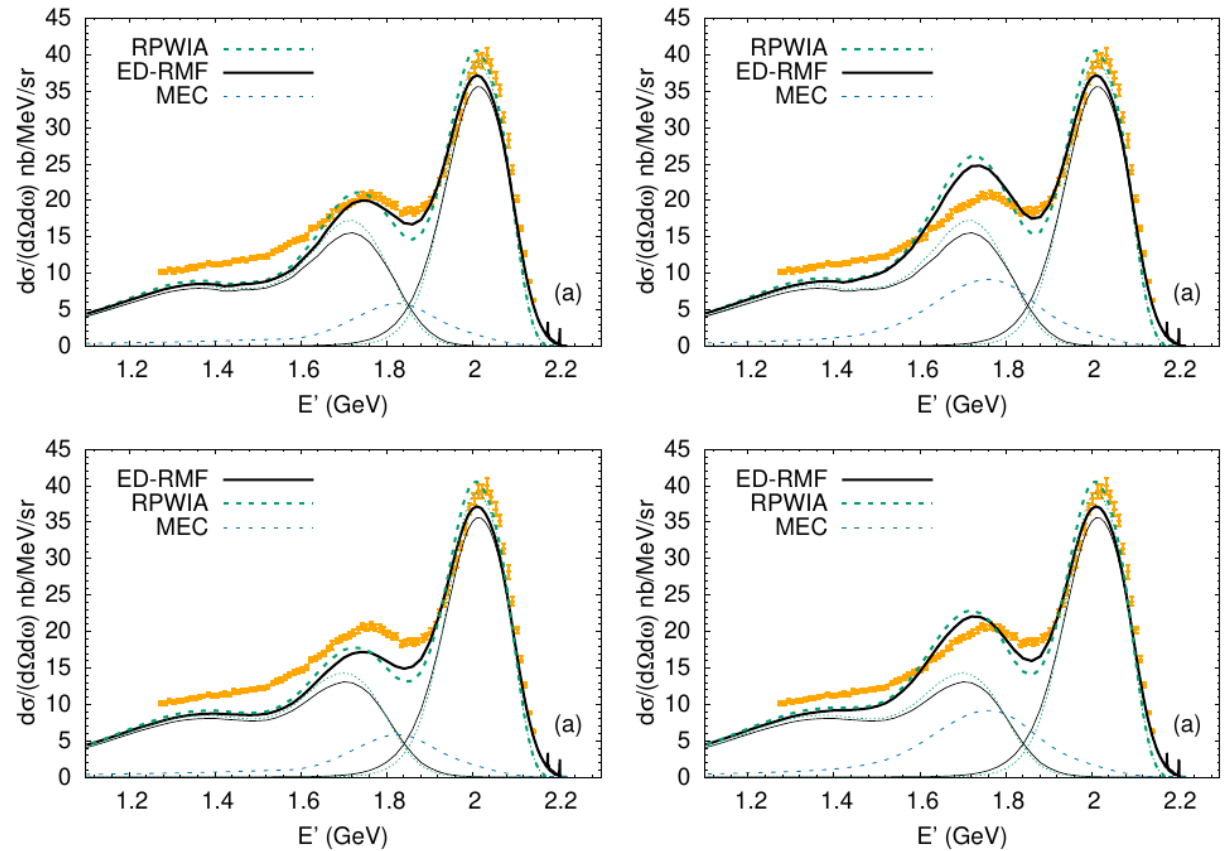 45
40
35
30
25
20
15
10
5
0
dσ/(dΩdω) nb/MeV/sr
RPWIA
ED-RMF
MEC
(a)
1.2 1.4 1.6 1.8 2 2.2
E' (GeV)
45
40
35
30
25
20
15
10
5
0
dσ/(dΩdω) nb/MeV/sr
RPWIA
ED-RMF
MEC
(a)
1.2 1.4 1.6 1.8 2 2.2
E' (GeV)
45
40
35
30
25
20
15
10
5
0
dσ/(dΩdω) nb/MeV/sr
ED-RMF
RPWIA
MEC
(a)
1.2 1.4 1.6 1.8 2 2.2
E' (GeV)
45
40
35
30
25
20
15
10
5
0
dσ/(dΩdω) nb/MeV/sr
ED-RMF
RPWIA
MEC
(a)
1.2 1.4 1.6 1.8 2 2.2
E' (GeV)